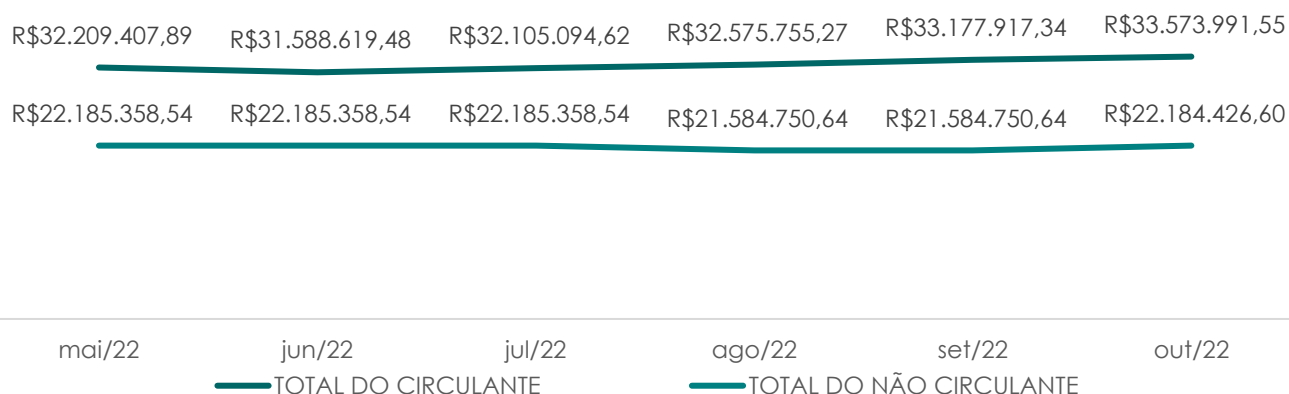 R$32.209.407,89 R$31.588.619,48 R$32.105.094,62 R$32.575.755,27 R$33.177.917,34 R$33.573.991,55
R$22.185.358,54 R$22.185.358,54 R$22.185.358,54 R$21.584.750,64 R$21.584.750,64 R$22.184.426,60
mai/22 jun/22 jul/22 ago/22 set/22 out/22
TOTAL DO CIRCULANTE TOTAL DO NÃO CIRCULANTE